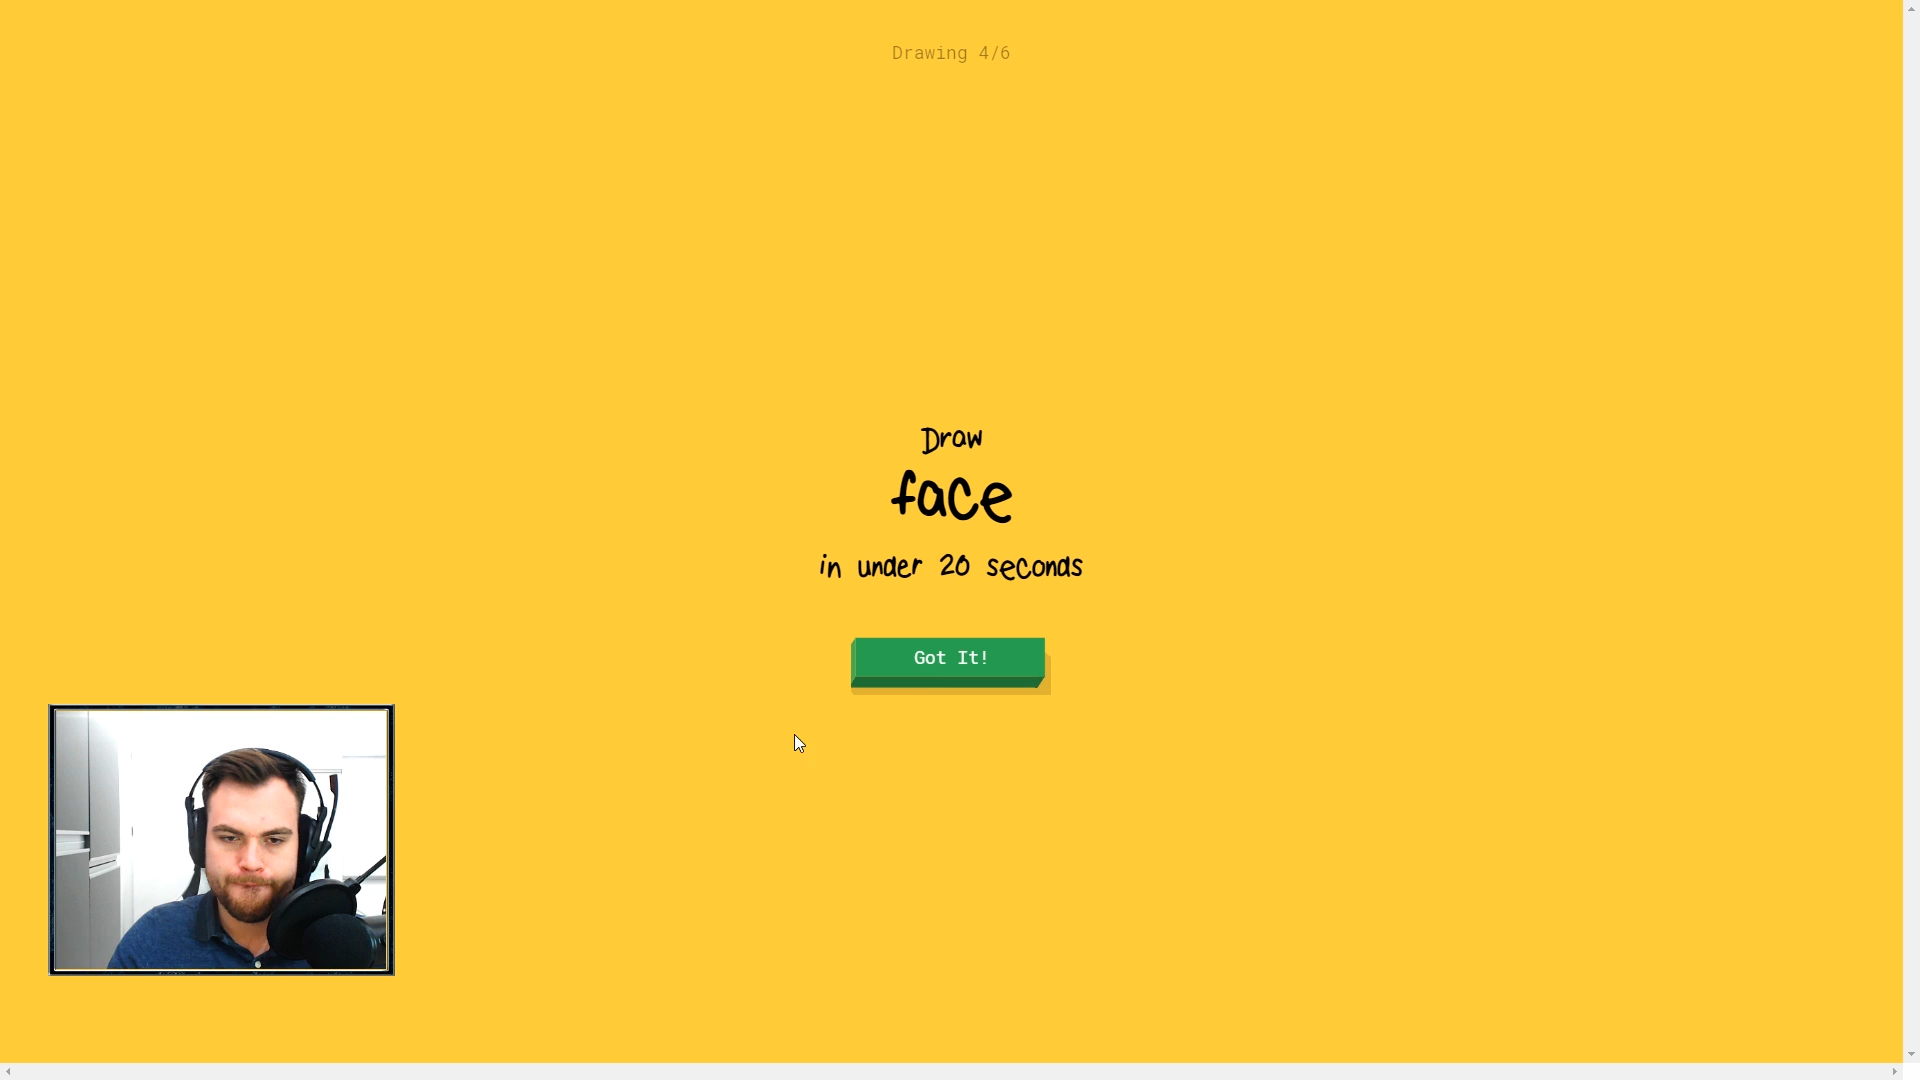 Drawing 4/6
Draw
face
in under 20 seconds
Got It!